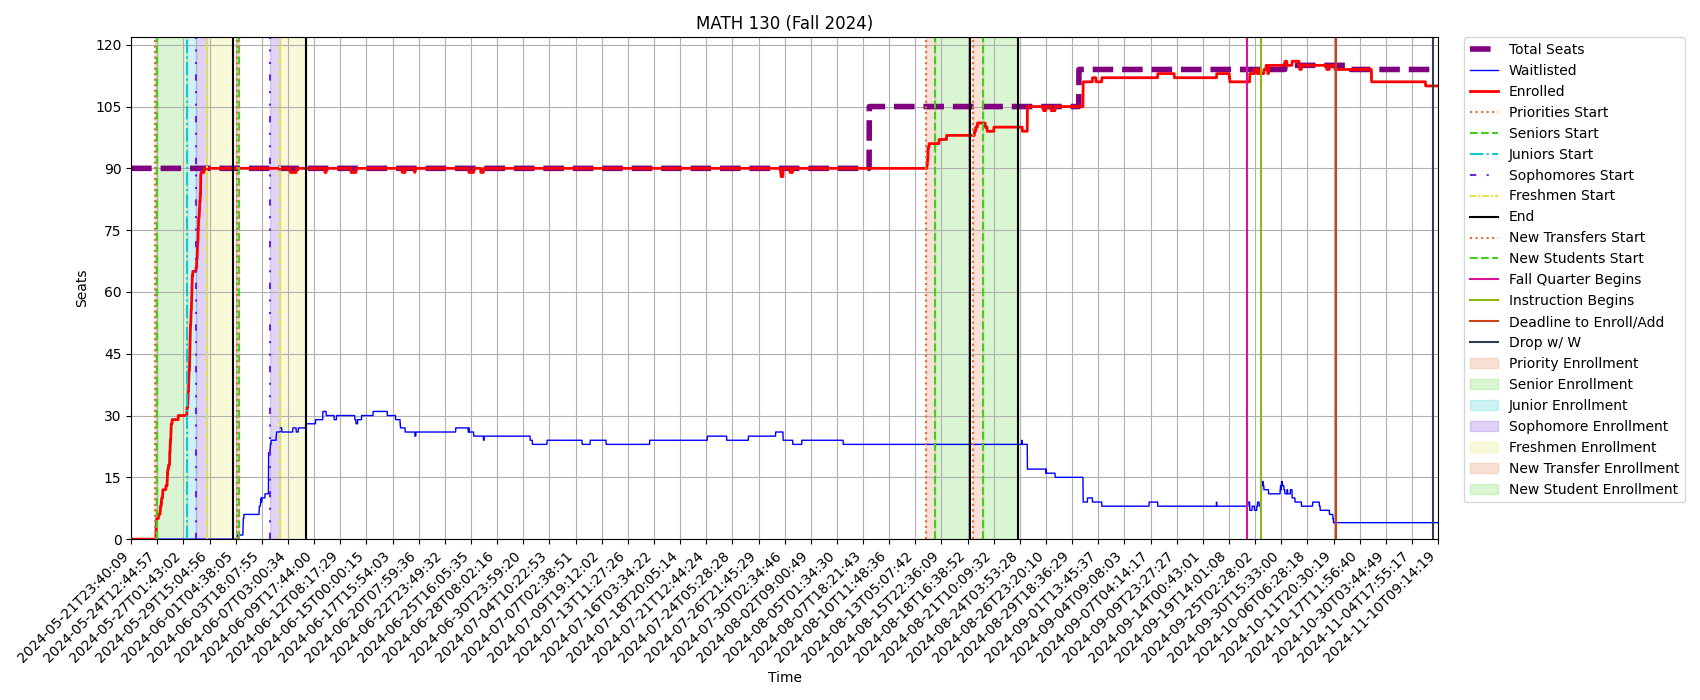 MATH 130 (Fall 2024)
Seats
120
105
90
75
60
45
30
15
0
2024-05-21T23:40:09
2024-05-24T12:44:57
2024-05-27T01:43:02
2024-05-29T15:04:56
2024-06-01T04:38:05
2024-06-03T18:07:55
2024-06-07T03:00:34
2024-06-09T17:44:00
2024-06-12T08:17:29
2024-06-15T00:00:15
2024-06-17T15:54:03
2024-06-20T07:59:36
2024-06-22T23:49:32
2024-06-25T16:05:35
2024-06-28T08:02:16
2024-06-30T23:59:20
2024-07-04T10:22:53
2024-07-07T02:38:51
2024-07-09T19:12:02
2024-07-13T11:27:26
2024-07-16T03:34:22
2024-07-18T20:05:14
2024-07-21T12:44:24
2024-07-24T05:28:28
2024-07-26T21:45:29
2024-07-30T02:34:46
2024-08-02T09:00:49
2024-08-05T01:34:30
2024-08-07T18:21:43
2024-08-10T11:48:36
2024-08-13T05:07:42
2024-08-15T22:36:09
2024-08-18T16:38:52
2024-08-21T10:09:32
2024-08-24T03:53:28
2024-08-26T23:20:10
2024-08-29T18:36:29
2024-09-01T13:45:37
2024-09-04T09:08:03
2024-09-07T04:14:17
2024-09-09T23:27:27
2024-09-14T00:43:01
2024-09-19T14:01:08
2024-09-25T02:28:02
2024-09-30T15:33:00
2024-10-06T06:28:18
2024-10-11T20:30:19
2024-10-17T11:56:40
2024-10-30T03:44:49
2024-11-04T17:55:17
2024-11-10T09:14:19
Time
Total Seats
Waitlisted
Enrolled
Priorities Start
Seniors Start
Juniors Start
Sophomores Start
Freshmen Start
End
New Transfers Start
New Students Start
Fall Quarter Begins
Instruction Begins
Deadline to Enroll/Add
Drop w/ W
Priority Enrollment
Senior Enrollment
Junior Enrollment
Sophomore Enrollment
Freshmen Enrollment
New Transfer Enrollment
New Student Enrollment